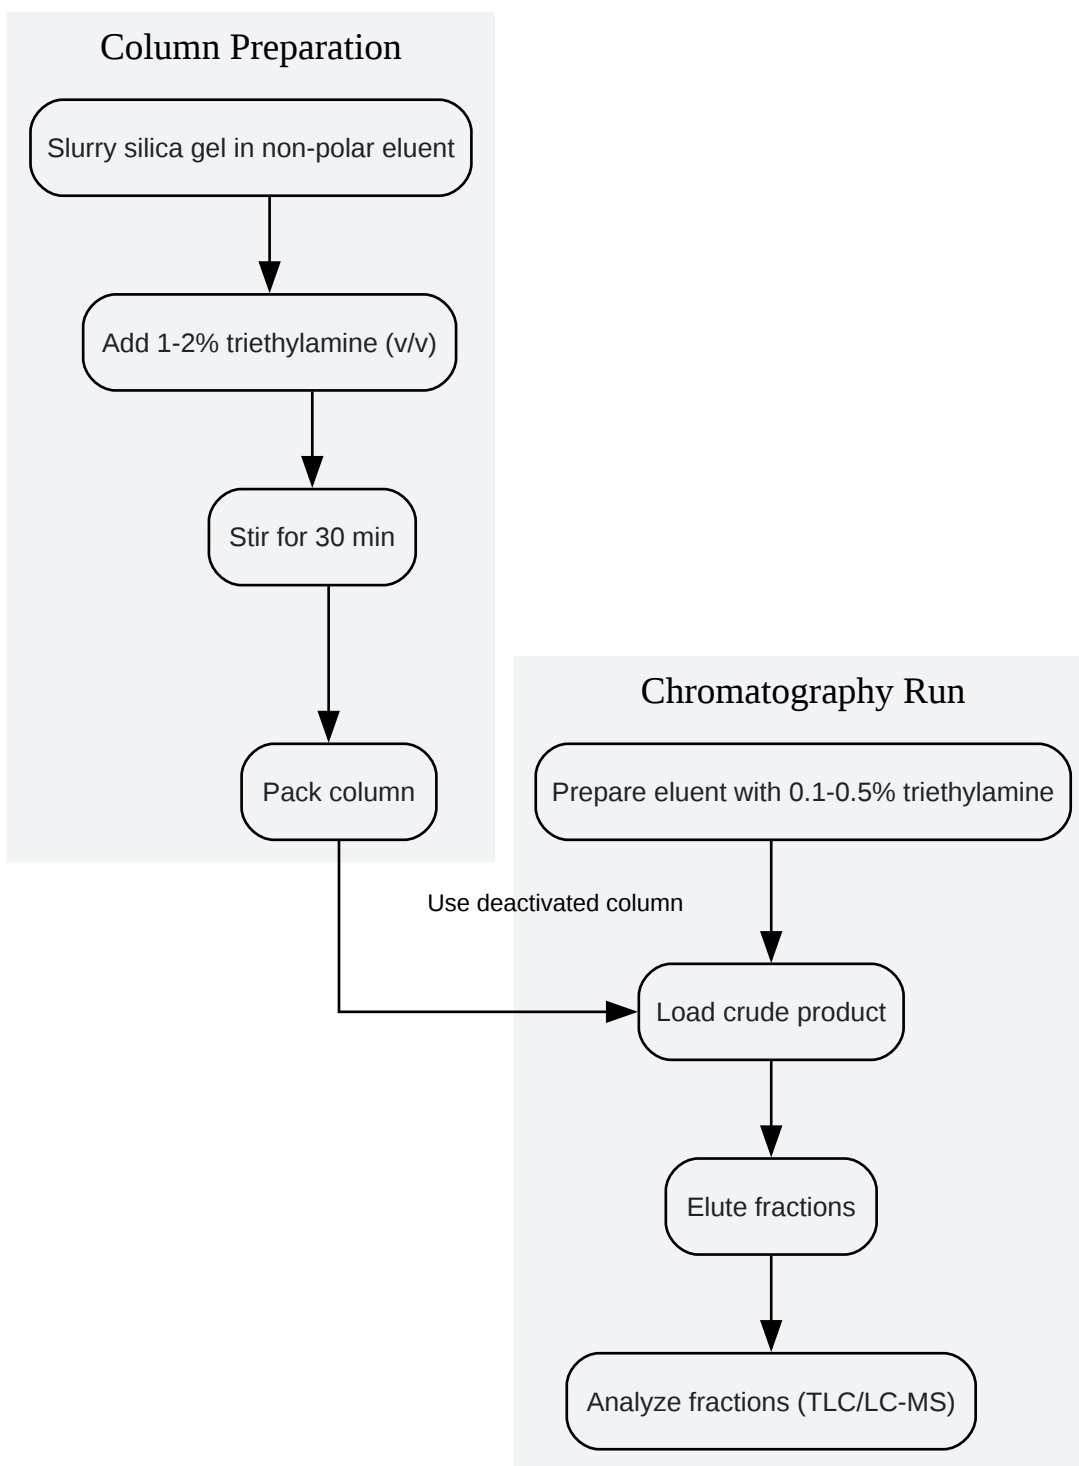 Column Preparation
Slurry silica gel in non-polar eluent
Add 1-2% triethylamine (v/v)
Stir for 30 min
Pack column
Chromatography Run
Prepare eluent with 0.1-0.5% triethylamine
Use deactivated column
Load crude product
Elute fractions
Analyze fractions (TLC/LC-MS)